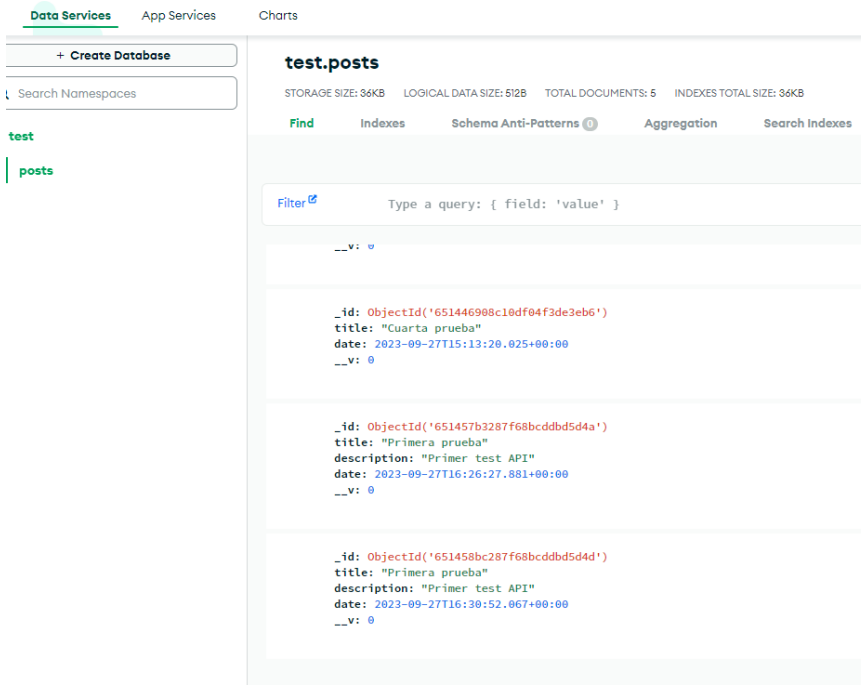 Data Services App Services Charts
+ Create Database
Search Namespaces
test
posts
test.posts
STORAGE SIZE: 36KB LOGICAL DATA SIZE: 512B TOTAL DOCUMENTS: 5 INDEXES TOTAL SIZE: 36KB
Find Indexes Schema Anti-Patterns 0 Aggregation Search Indexes
Filter Type a query: { field: 'value' }
__v: 0
_id: ObjectId('651446908c10df04f3de3eb6')
title: "Cuarta prueba"
date: 2023-09-27T15:13:20.025+00:00
__v: 0
_id: ObjectId('651457b3287f68bcddbd5d4a')
title: "Primera prueba"
description: "Primer test API"
date: 2023-09-27T16:26:27.881+00:00
__v: 0
_id: ObjectId('651458bc287f68bcddbd5d4d')
title: "Primera prueba"
description: "Primer test API"
date: 2023-09-27T16:30:52.067+00:00
__v: 0